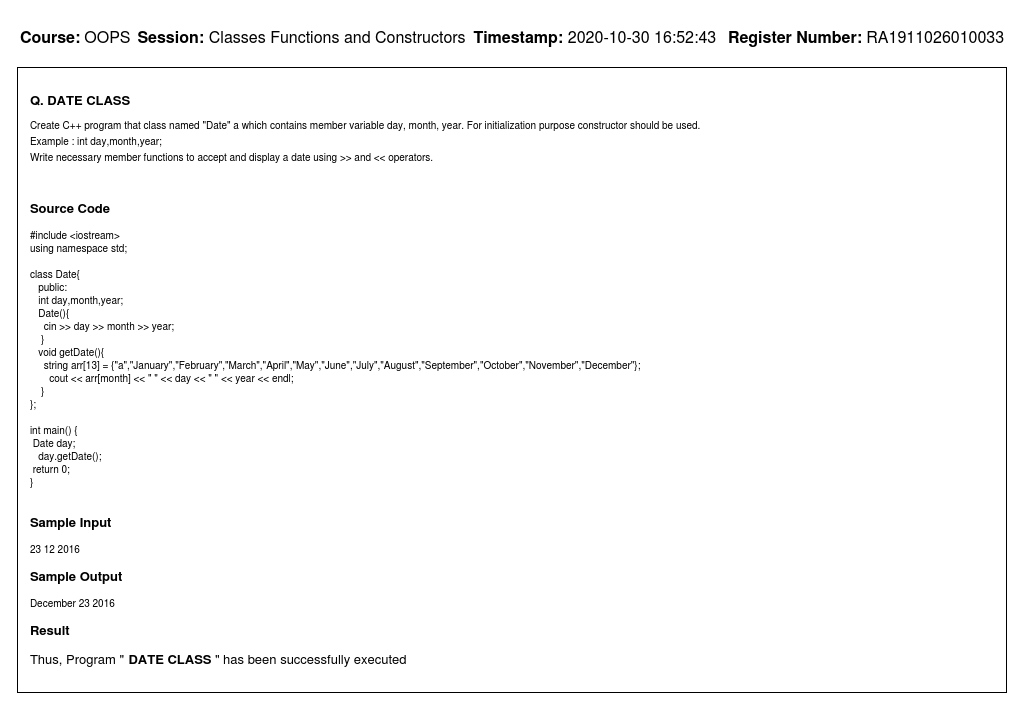 Course: OOPS Session: Classes Functions and Constructors Timestamp: 2020-10-30 16:52:43 Register Number: RA1911026010033
Q. DATE CLASS
Create C++ program that class named "Date" a which contains member variable day, month, year. For initialization purpose constructor should be used.
Example : int day,month,year;
Write necessary member functions to accept and display a date using >> and << operators.
Source Code
#include <iostream>
using namespace std;
class Date{
public:
int day,month,year;
Date(){
cin >> day >> month >> year;
}
void getDate(){
string arr[13] = {"a","January","February","March","April","May","June","July","August","September","October","November","December"};
cout << arr[month] << " " << day << " " << year << endl;
}
};
int main() {
Date day;
day.getDate();
return 0;
}
Sample Input
23 12 2016
Sample Output
December 23 2016
Result
Thus, Program " DATE CLASS " has been successfully executed